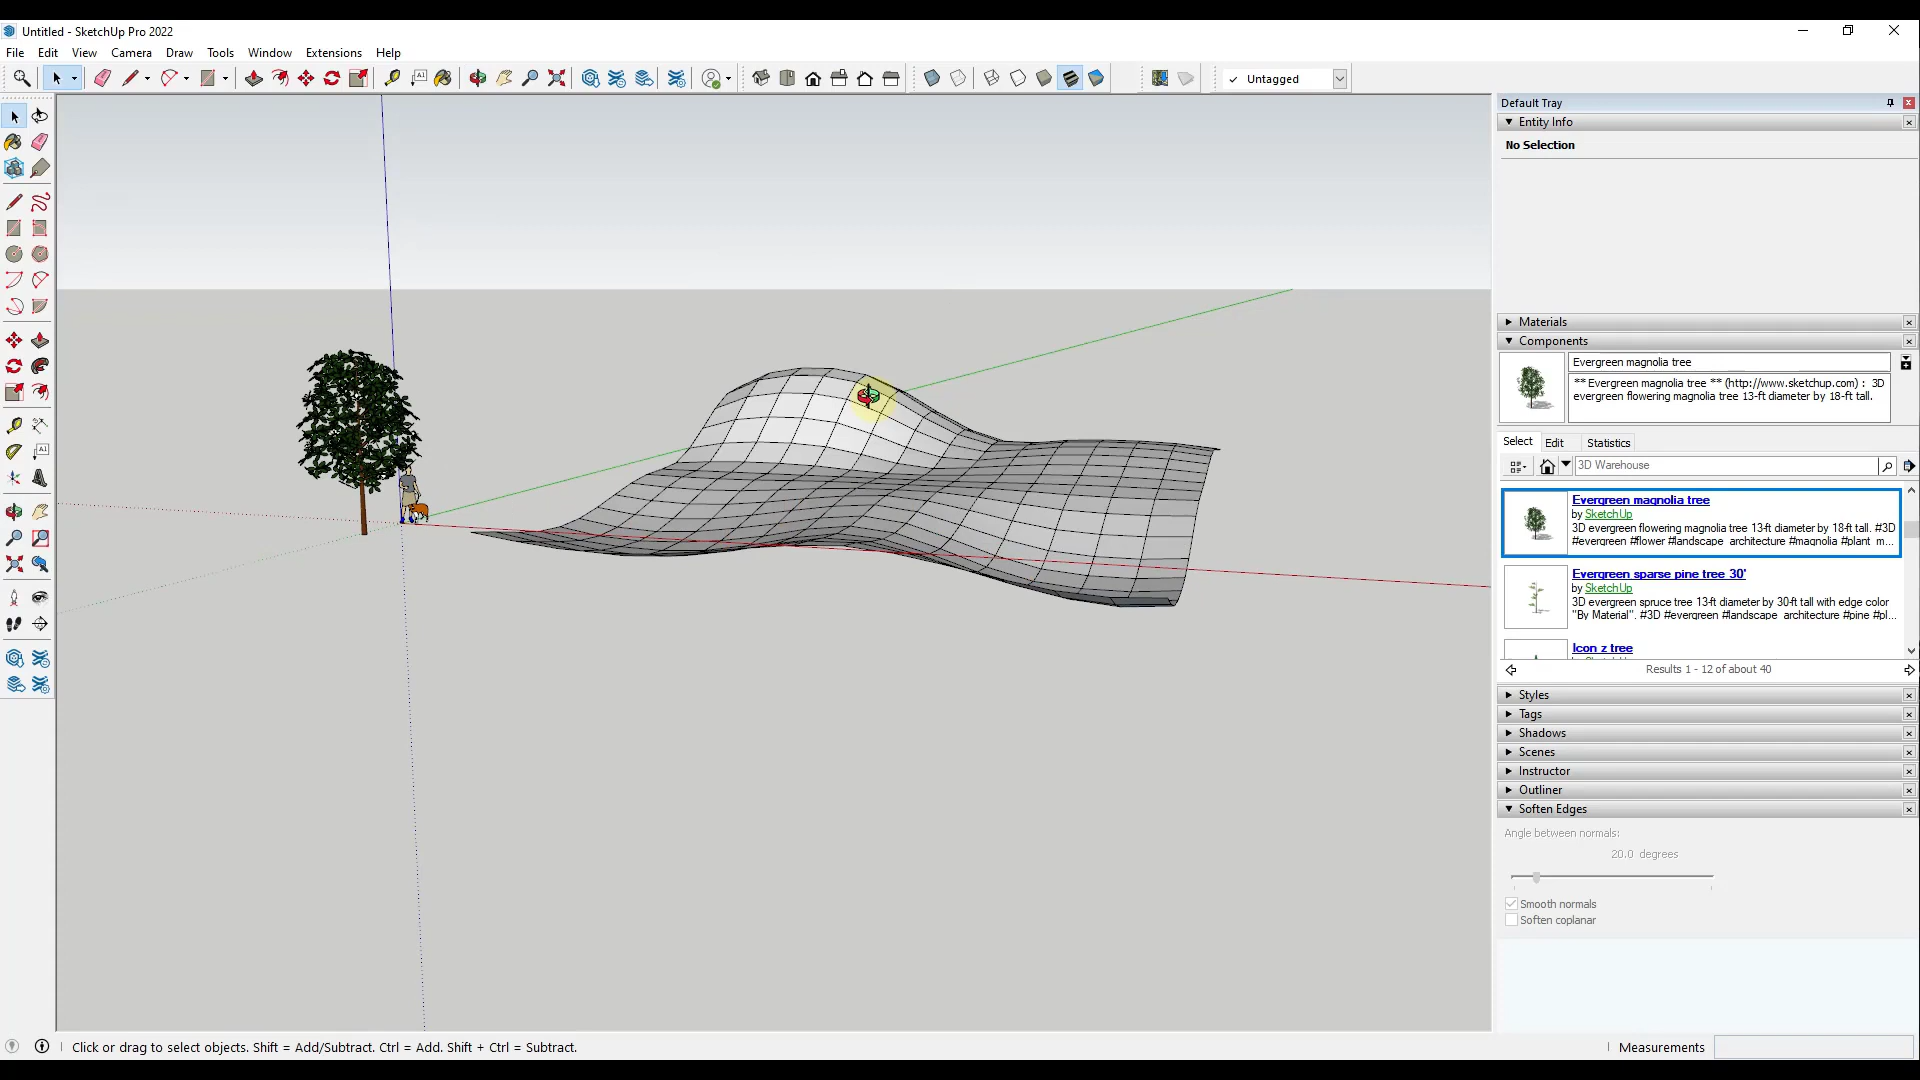 Untitled - SketchUp Pro 2022
File Edit View Camera Draw Tools Window Extensions Help
Untagged
Default Tray
Entity Info
No Selection
Materials
Components
Evergreen magnolia tree
** Evergreen magnolia tree ** (http://www.sketchup.com) : 3D
evergreen flowering magnolia tree 13-ft diameter by 18-ft tall.
Select Edit Statistics
3D Warehouse
Evergreen magnolia tree
by SketchUp
3D evergreen flowering magnolia tree 13-ft diameter by 18-ft tall. #3D
#evergreen #flower #landscape_architecture #magnolia #plant_m...
Evergreen sparse pine tree 30'
by SketchUp
3D evergreen spruce tree 13-ft diameter by 30-ft tall with edge color
"By Material". #3D #evergreen #landscape_architecture #pine #pl...
Icon z tree
Results 1 - 12 of about 40
Styles
Tags
Shadows
Scenes
Instructor
Outliner
Soften Edges
Angle between normals:
20.0 degrees
Smooth normals
Soften coplanar
Click or drag to select objects. Shift = Add/Subtract. Ctrl = Add. Shift + Ctrl = Subtract.
Measurements